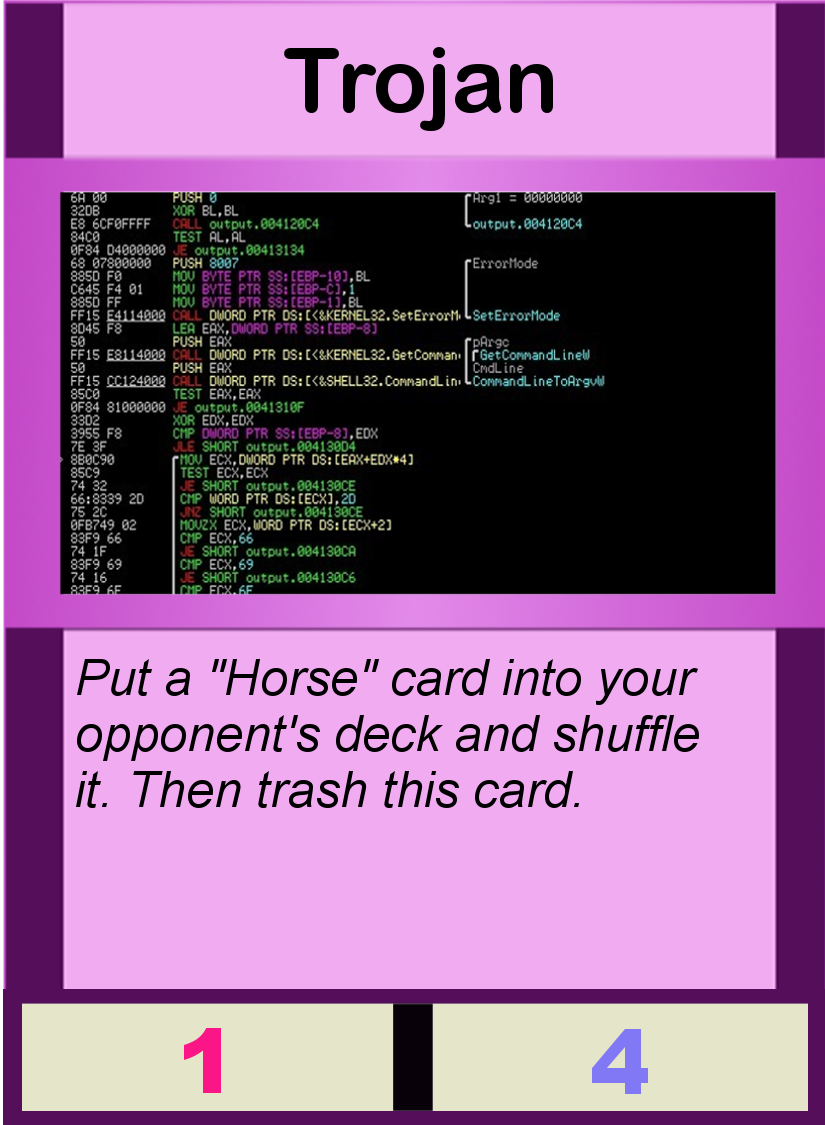 Trojan
6A 00 PUSH 0 Arg1 = 00000000
32DB XOR BL,BL
E8 6CF0FFFF CALL output.004120C4 output.004120C4
84C0 TEST AL,AL
0F84 D4000000 JE output.00413134
68 07800000 PUSH 8007 ErrorMode
885D F0 MOV BYTE PTR SS:[EBP-10],BL
C645 F4 01 MOV BYTE PTR SS:[EBP-C],1
885D FF MOV BYTE PTR SS:[EBP-1],BL
FF15 E4114000 CALL DWORD PTR DS:[<&KERNEL32.SetErrorM SetErrorMode
8D45 F8 LEA EAX,DWORD PTR SS:[EBP-8]
50 PUSH EAX pArgc
FF15 E8114000 CALL DWORD PTR DS:[<&KERNEL32.GetComman GetCommandLineW
50 PUSH EAX CmdLine
FF15 CC124000 CALL DWORD PTR DS:[<&SHELL32.CommandLin CommandLineToArgvW
85C0 TEST EAX,EAX
0F84 81000000 JE output.0041310F
33D2 XOR EDX,EDX
3955 F8 CMP DWORD PTR SS:[EBP-8],EDX
7E 3F JLE SHORT output.004130D4
8B0C90 MOV ECX,DWORD PTR DS:[EAX+EDX*4]
85C9 TEST ECX,ECX
74 32 JE SHORT output.004130CE
66:8339 2D CMP WORD PTR DS:[ECX],2D
75 2C JNZ SHORT output.004130CE
0FB749 02 MOVZX ECX,WORD PTR DS:[ECX+2]
83F9 66 CMP ECX,66
74 1F JE SHORT output.004130CA
83F9 69 CMP ECX,69
74 16 JE SHORT output.004130C6
83F9 6E CMP ECX,6E
Put a "Horse" card into your
opponent's deck and shuffle
it. Then trash this card.
1 4